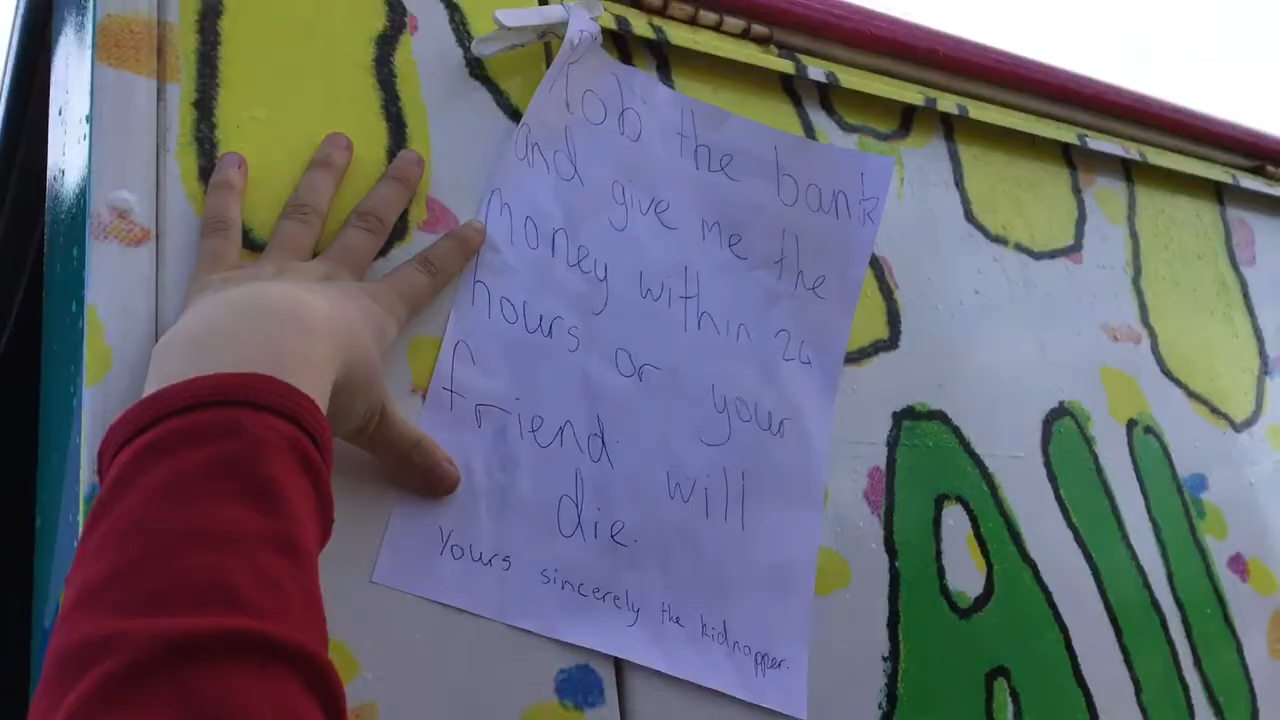 Rob the bank
and give me the
money within 24
hours or your
friend will
die.
Yours sincerely the kidnapper.
All